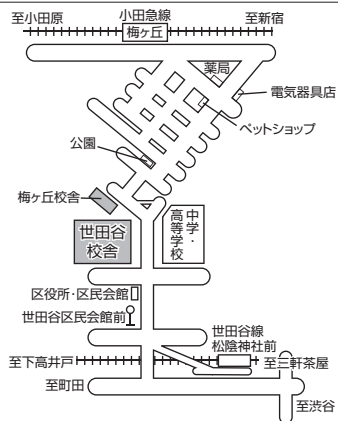 小田急線
至小田原
至新宿
梅ヶ丘
薬局
電気器具店
ペットショップ
公園
梅ヶ丘校舎
世田谷
校舎
中学・
高等学校
区役所・区民会館
世田谷区民会館前
世田谷線
松陰神社前
至下高井戸
至三軒茶屋
至町田
至渋谷